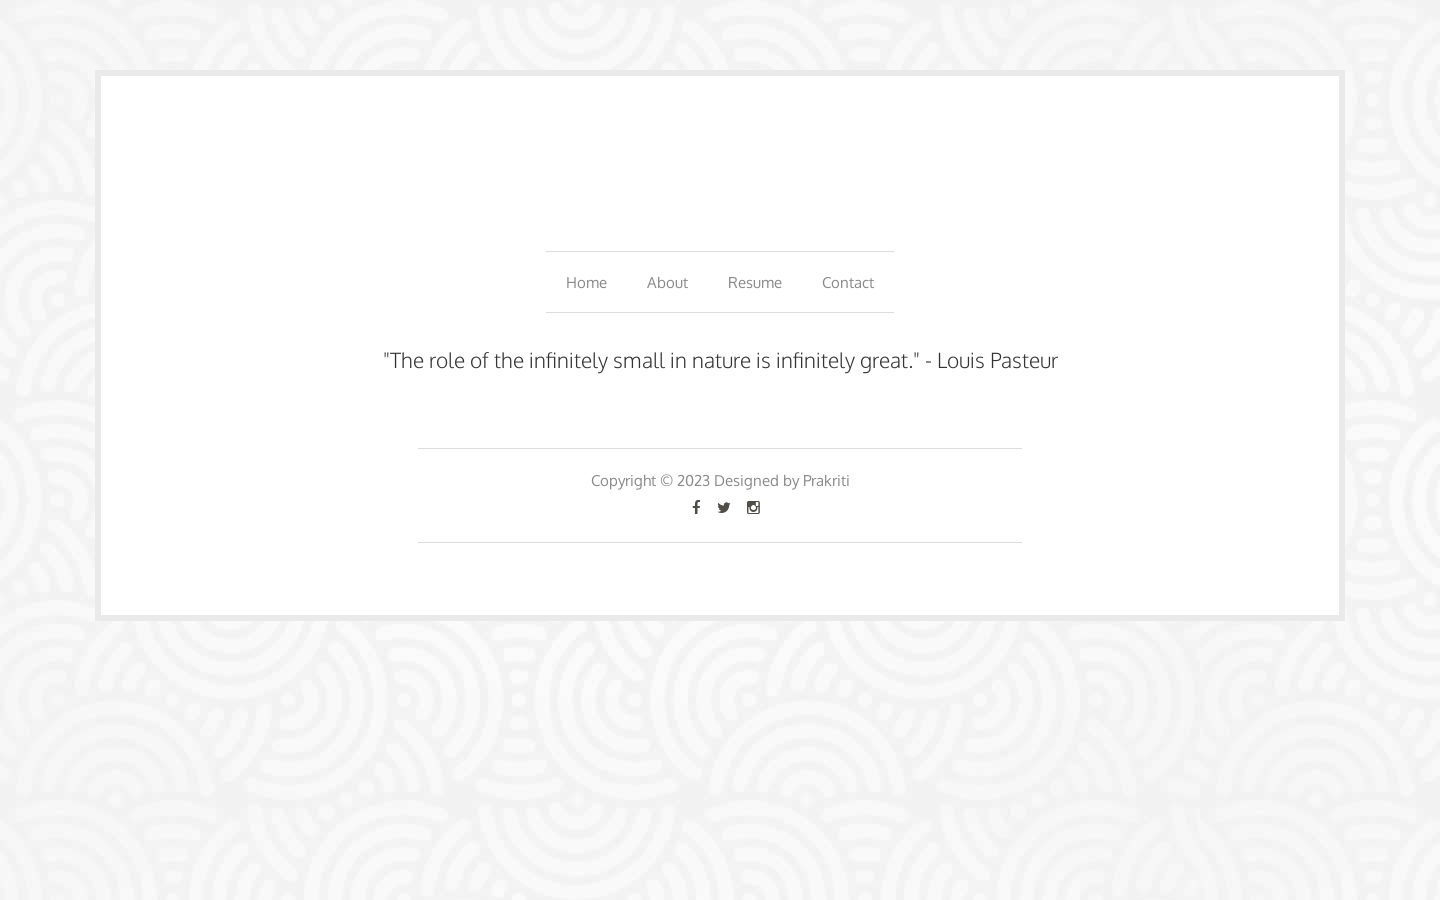 Home About Resume Contact
"The role of the infinitely small in nature is infinitely great." - Louis Pasteur
Copyright © 2023 Designed by Prakriti